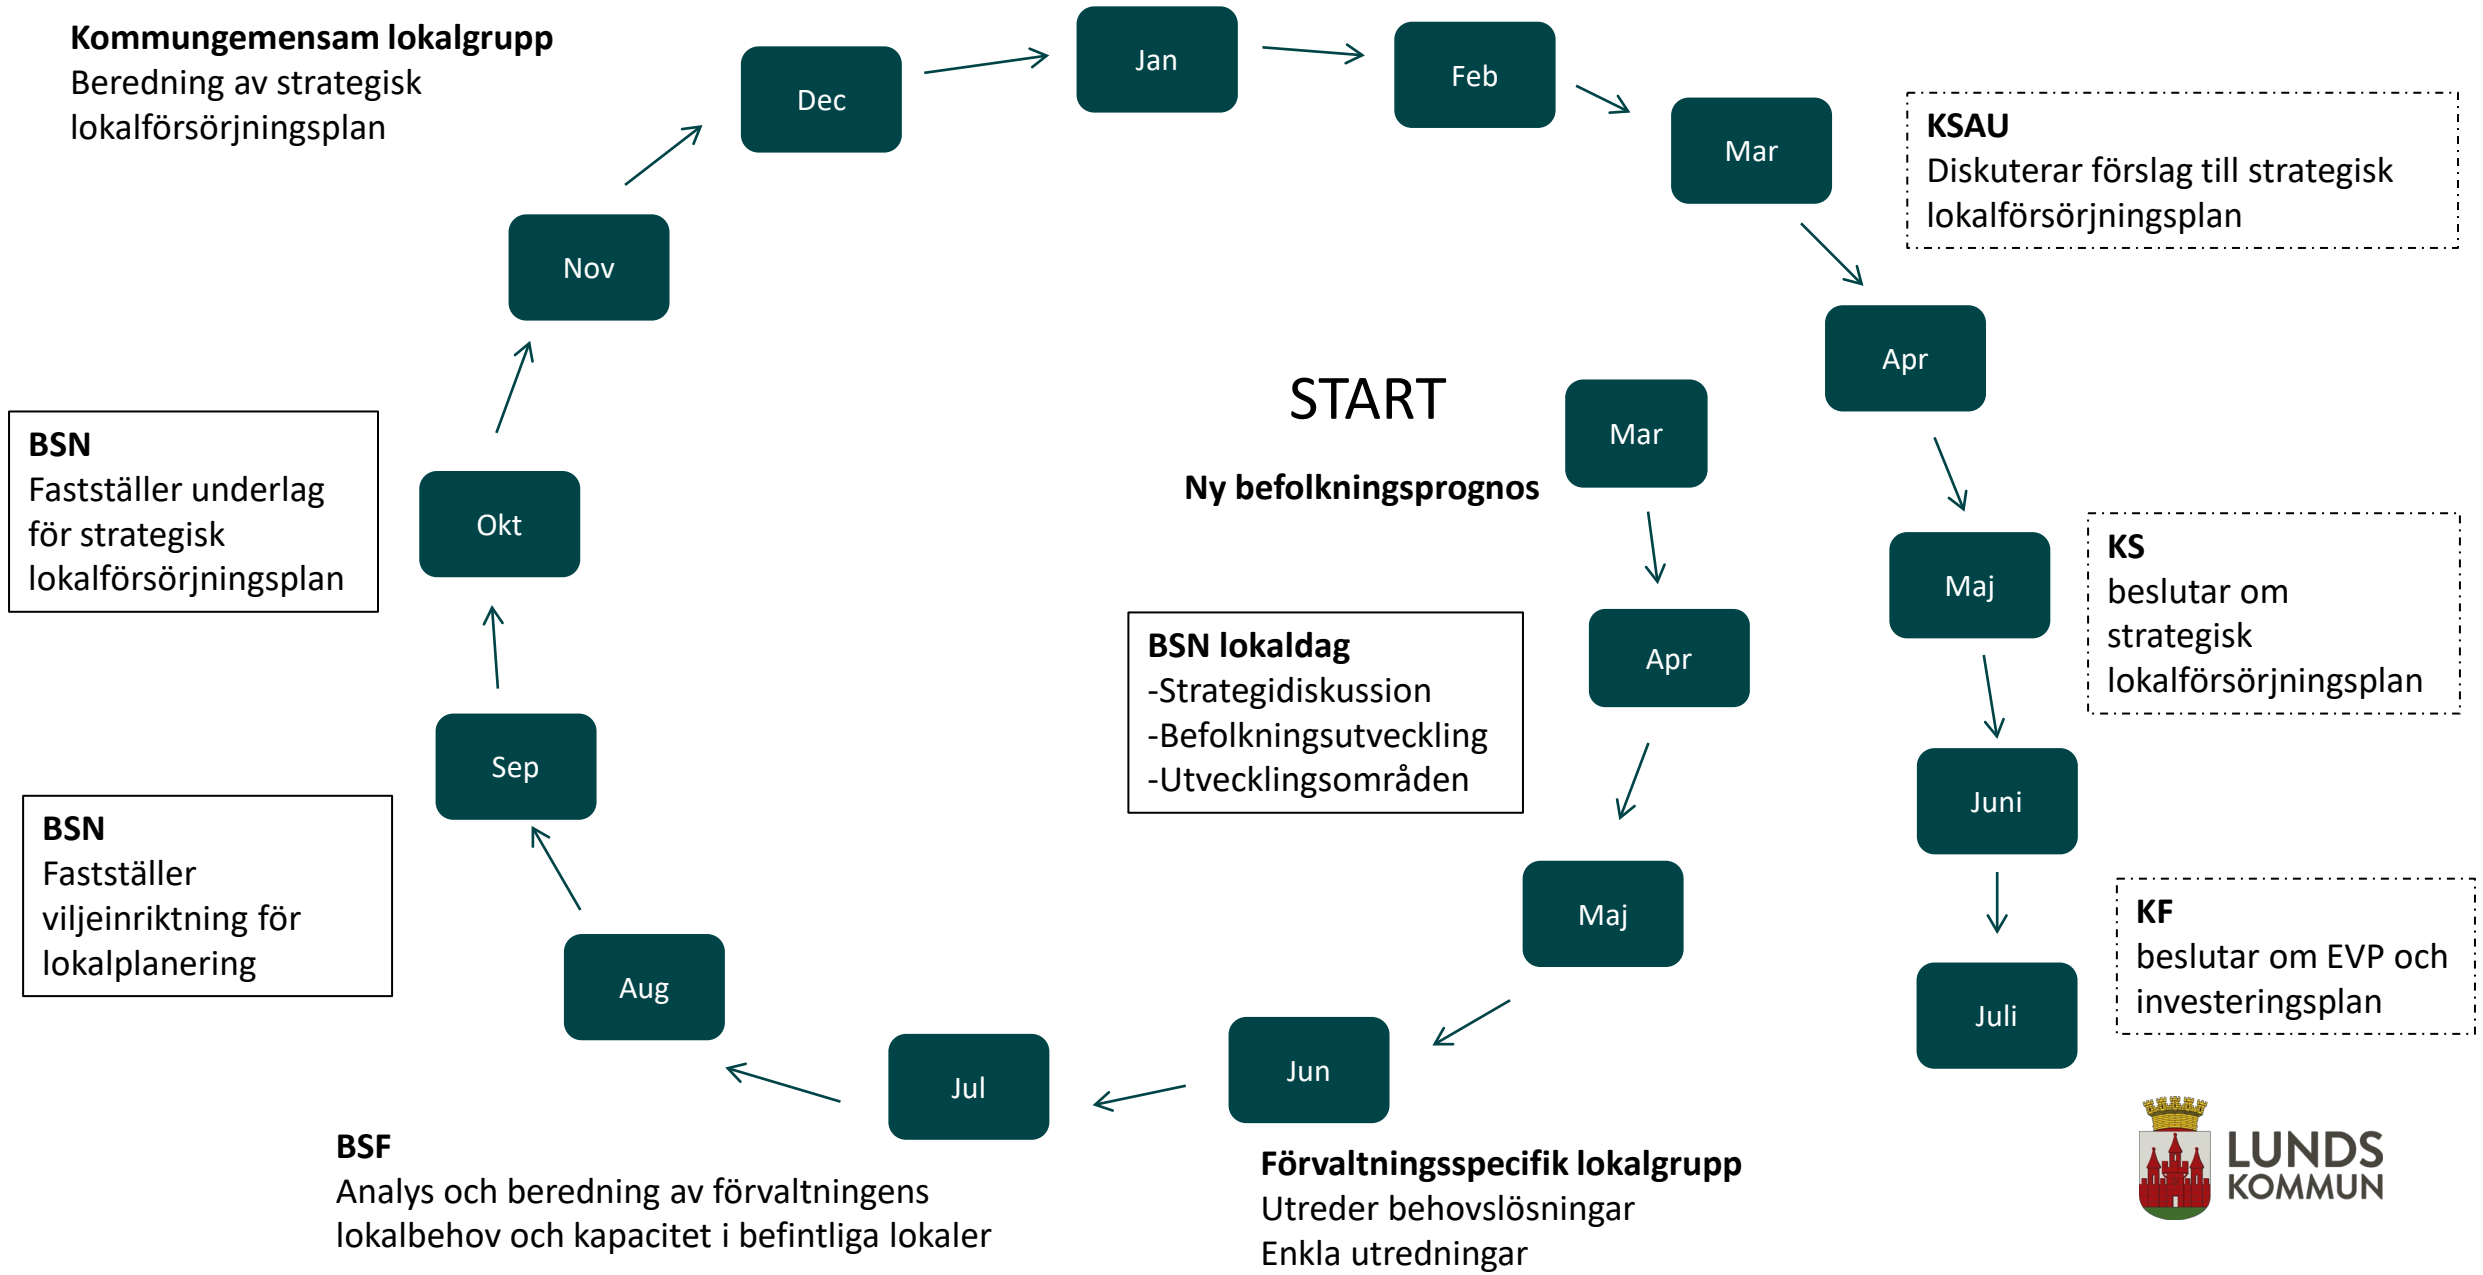 Kommungemensam lokalgrupp
Beredning av strategisk
lokalförsörjningsplan
Dec
Jan
Feb
Mar
KSAU
Diskuterar förslag till strategisk
lokalförsörjningsplan
Nov
Apr
START
Ny befolkningsprognos
Mar
BSN
Fastställer underlag
för strategisk
lokalförsörjningsplan
Okt
Maj
KS
beslutar om
strategisk
lokalförsörjningsplan
BSN lokaldag
-Strategidiskussion
-Befolkningsutveckling
-Utvecklingsområden
Apr
Sep
Juni
BSN
Fastställer
viljeinriktning för
lokalplanering
Maj
KF
beslutar om EVP och
investeringsplan
Aug
Juli
Jul
Jun
BSF
Analys och beredning av förvaltningens
lokalbehov och kapacitet i befintliga lokaler
Förvaltningsspecifik lokalgrupp
Utreder behovslösningar
Enkla utredningar
LUNDS
KOMMUN